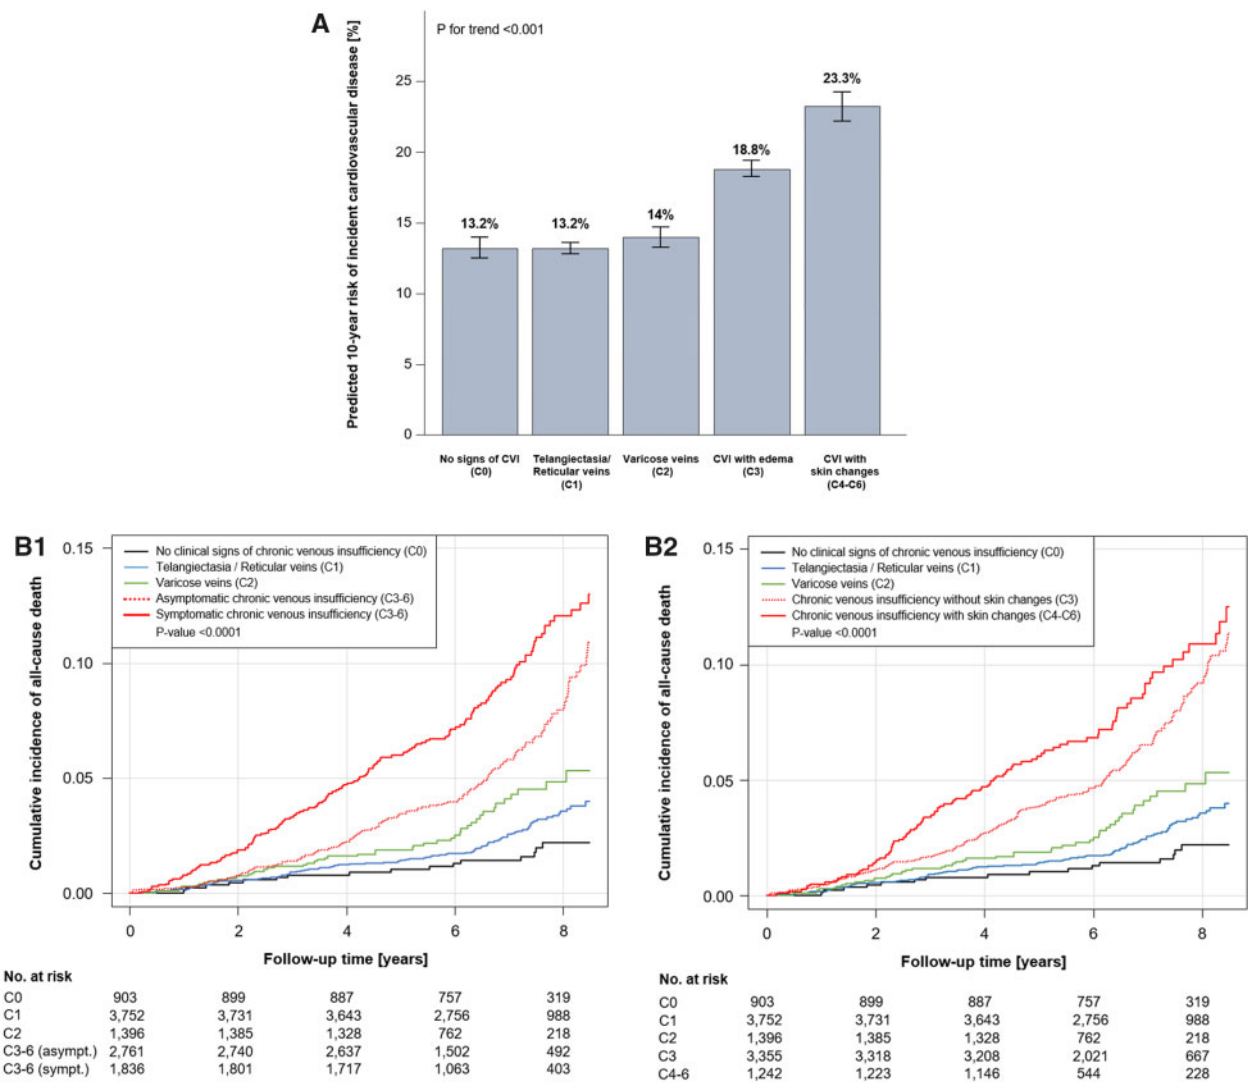 A
P for trend <0.001
Predicted 10-year risk of incident cardiovascular disease [%]
25
20
15
10
5
0
13.2%
13.2%
14%
18.8%
23.3%
No signs of CVI
(C0)
Telangiectasia/
Reticular veins
(C1)
Varicose veins
(C2)
CVI with edema
(C3)
CVI with
skin changes
(C4-C6)
B1
Cumulative incidence of all-cause death
0.15
0.10
0.05
0.00
No clinical signs of chronic venous insufficiency (C0)
Telangiectasia / Reticular veins (C1)
Varicose veins (C2)
Asymptomatic chronic venous insufficiency (C3-6)
Symptomatic chronic venous insufficiency (C3-6)
P-value <0.0001
0 2 4 6 8
Follow-up time [years]
No. at risk
C0 903 899 887 757 319
C1 3,752 3,731 3,643 2,756 988
C2 1,396 1,385 1,328 762 218
C3-6 (asympt.) 2,761 2,740 2,637 1,502 492
C3-6 (sympt.) 1,836 1,801 1,717 1,063 403
B2
Cumulative incidence of all-cause death
0.15
0.10
0.05
0.00
No clinical signs of chronic venous insufficiency (C0)
Telangiectasia / Reticular veins (C1)
Varicose veins (C2)
Chronic venous insufficiency without skin changes (C3)
Chronic venous insufficiency with skin changes (C4-C6)
P-value <0.0001
0 2 4 6 8
Follow-up time [years]
No. at risk
C0 903 899 887 757 319
C1 3,752 3,731 3,643 2,756 988
C2 1,396 1,385 1,328 762 218
C3 3,355 3,318 3,208 2,021 667
C4-6 1,242 1,223 1,146 544 228